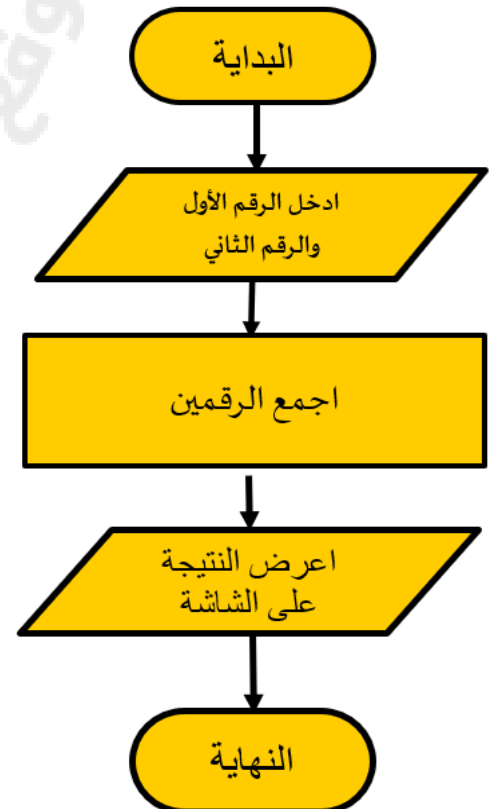 البداية
ادخل الرقم الأول
والرقم الثاني
اجمع الرقمين
اعرض النتيجة
على الشاشة
النهاية